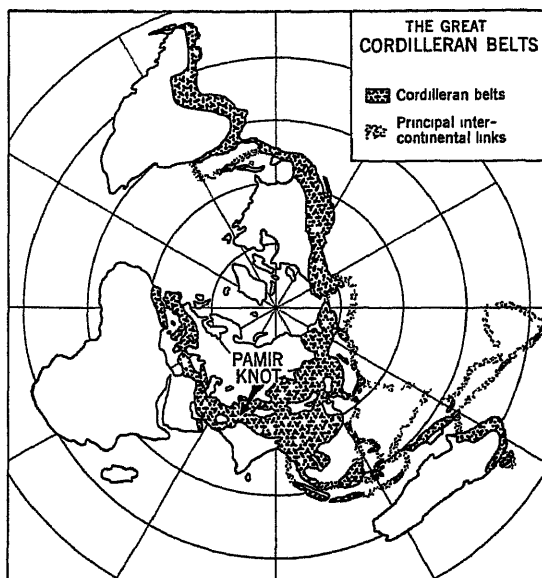 THE GREAT
CORDILLERAN BELTS
Cordilleran belts
Principal inter-
continental links
PAMIR
KNOT